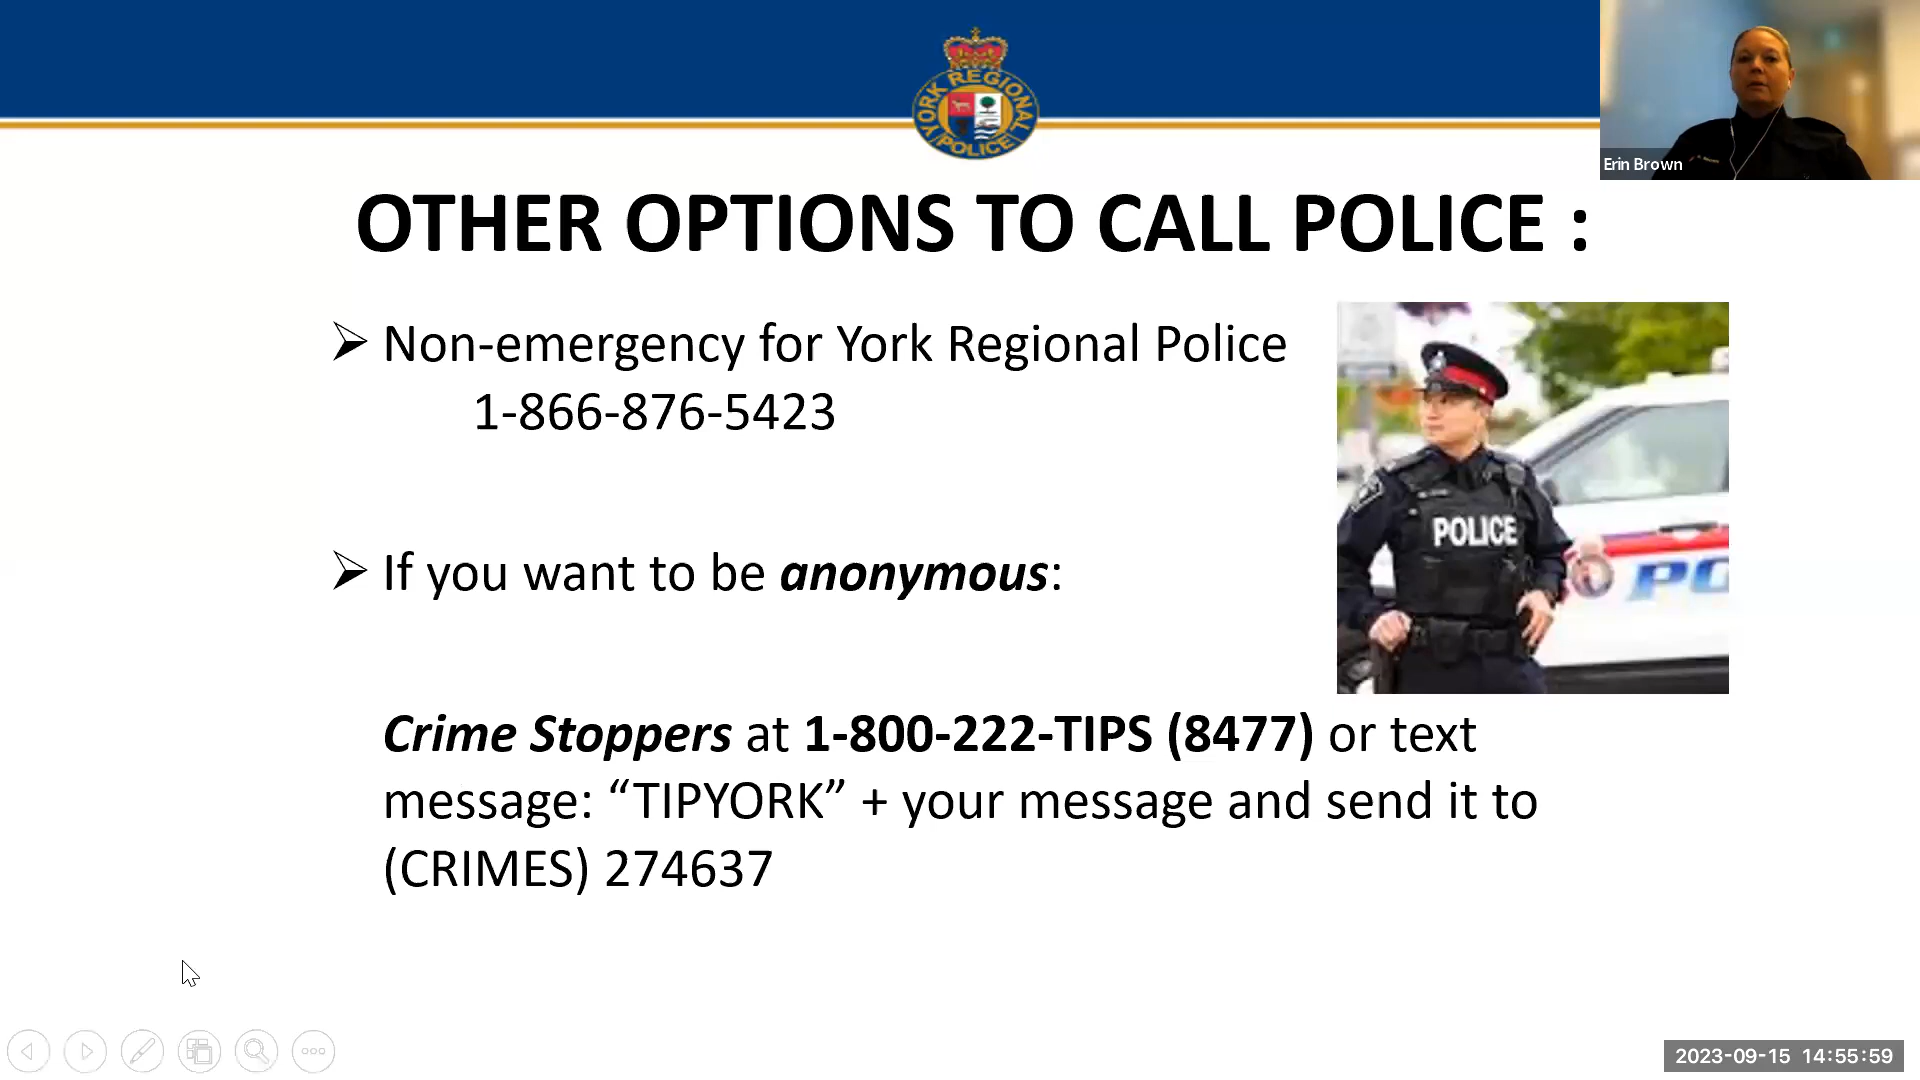 YORK REGIONAL
POLICE
Erin Brown
OTHER OPTIONS TO CALL POLICE :
Non-emergency for York Regional Police
1-866-876-5423
If you want to be anonymous:
POLICE
PO
Crime Stoppers at 1-800-222-TIPS (8477) or text
message: “TIPYORK” + your message and send it to
(CRIMES) 274637
2023-09-15 14:55:59